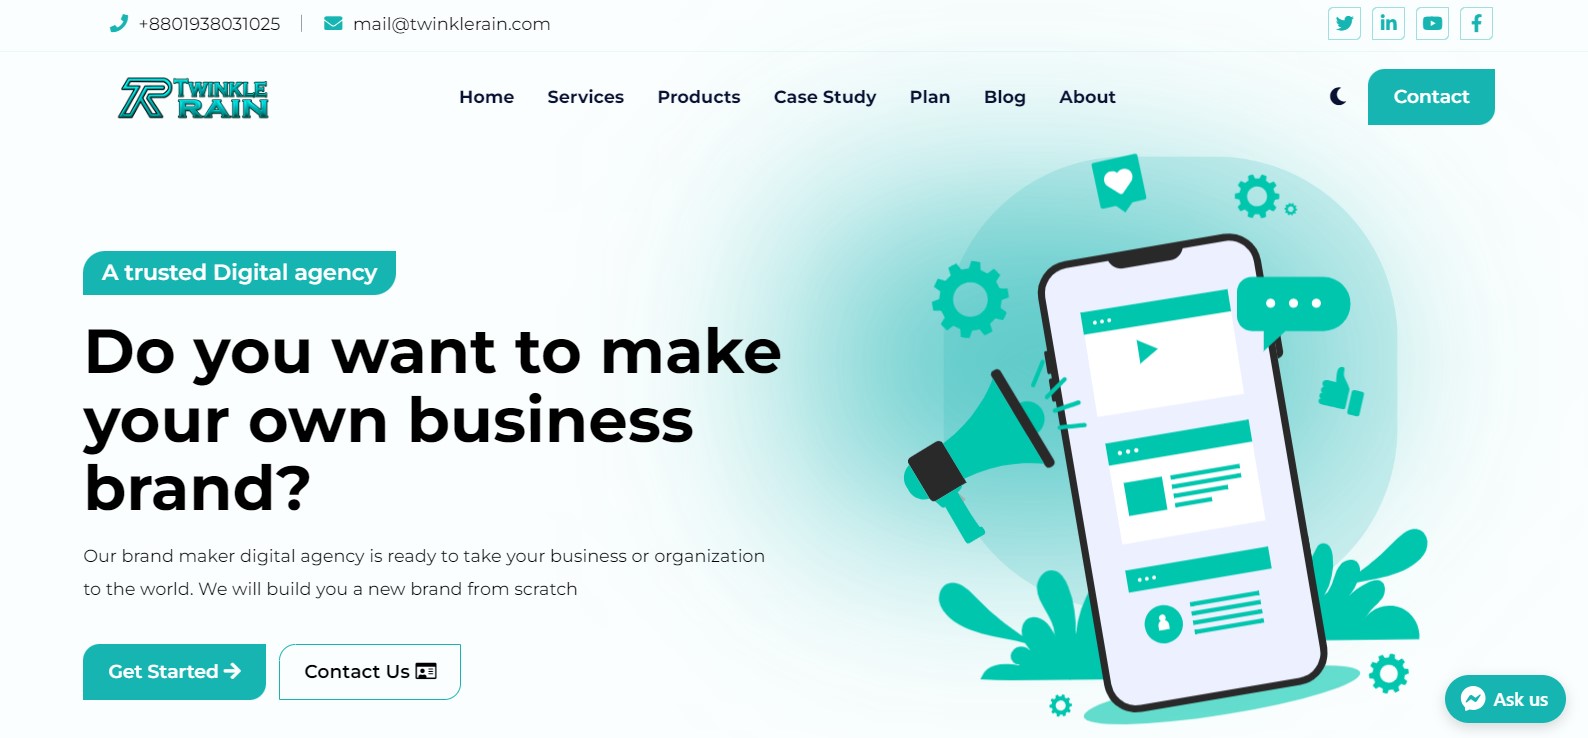 +8801938031025 mail@twinklerain.com
TWINKLE
RAIN
Home Services Products Case Study Plan Blog About Contact
A trusted Digital agency
Do you want to make
your own business
brand?
Our brand maker digital agency is ready to take your business or organization
to the world. We will build you a new brand from scratch
Get Started Contact Us
Ask us